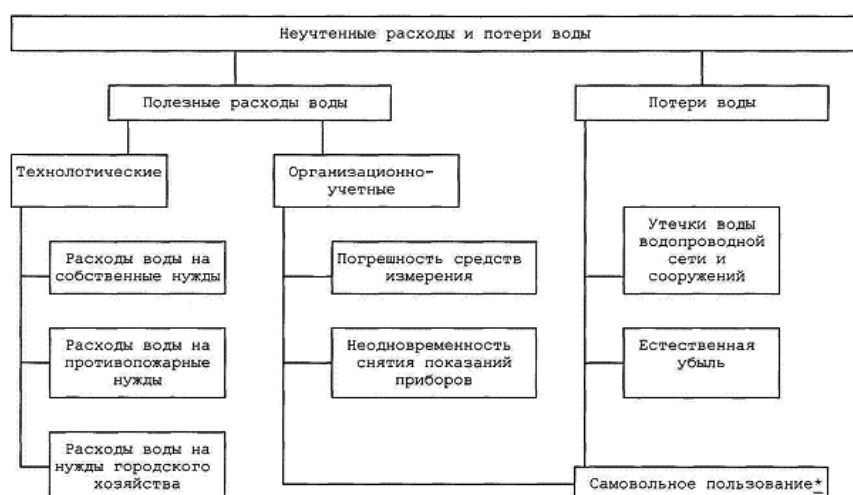 Неучтенные расходы и потери воды
Полезные расходы воды
Потери воды
Технологические
Организационно-
учетные
Расходы воды на
собственные нужды
Погрешность средств
измерения
Утечки воды
водопроводной
сети и
сооружений
Расходы воды на
противопожарные
нужды
Неодновременность
снятия показаний
приборов
Естественная
убыль
Расходы воды на
нужды городского
хозяйства
Самовольное пользование*